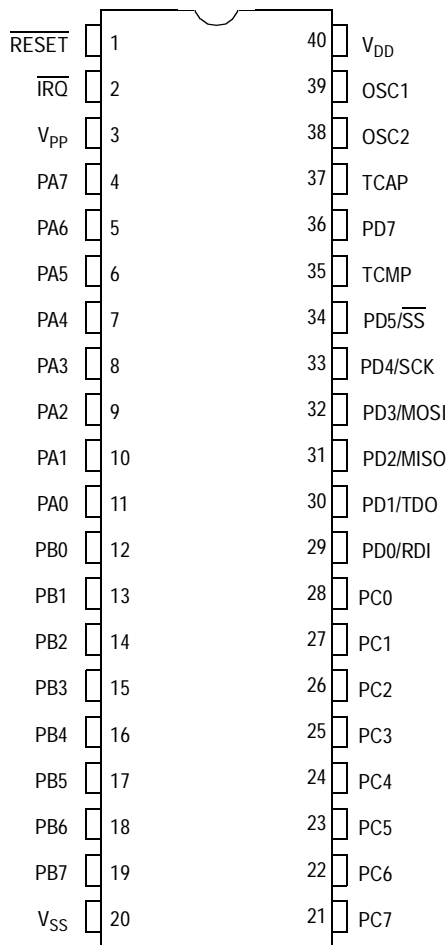 RESET 1 40 VDD
IRQ 2 39 OSC1
VPP 3 38 OSC2
PA7 4 37 TCAP
PA6 5 36 PD7
PA5 6 35 TCMP
PA4 7 34 PD5/SS
PA3 8 33 PD4/SCK
PA2 9 32 PD3/MOSI
PA1 10 31 PD2/MISO
PA0 11 30 PD1/TDO
PB0 12 29 PD0/RDI
PB1 13 28 PC0
PB2 14 27 PC1
PB3 15 26 PC2
PB4 16 25 PC3
PB5 17 24 PC4
PB6 18 23 PC5
PB7 19 22 PC6
VSS 20 21 PC7